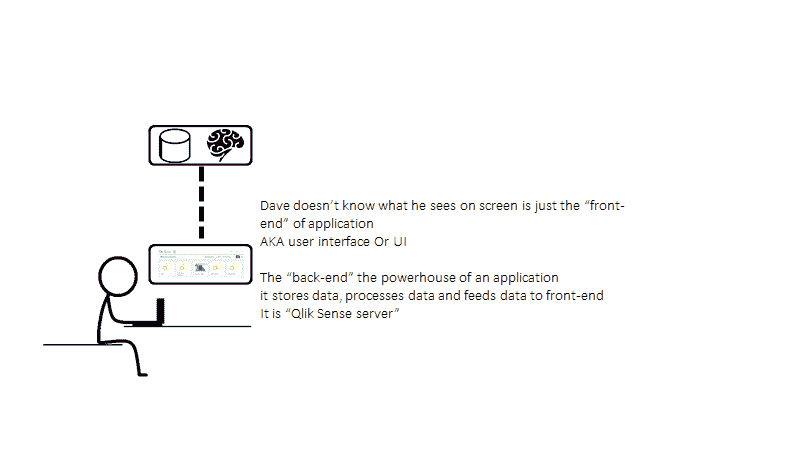 Dave doesn't know what he sees on screen is just the "front-
end" of application
AKA user interface Or UI
The "back-end" the powerhouse of an application
it stores data, processes data and feeds data to front-end
It is "Qlik Sense server"